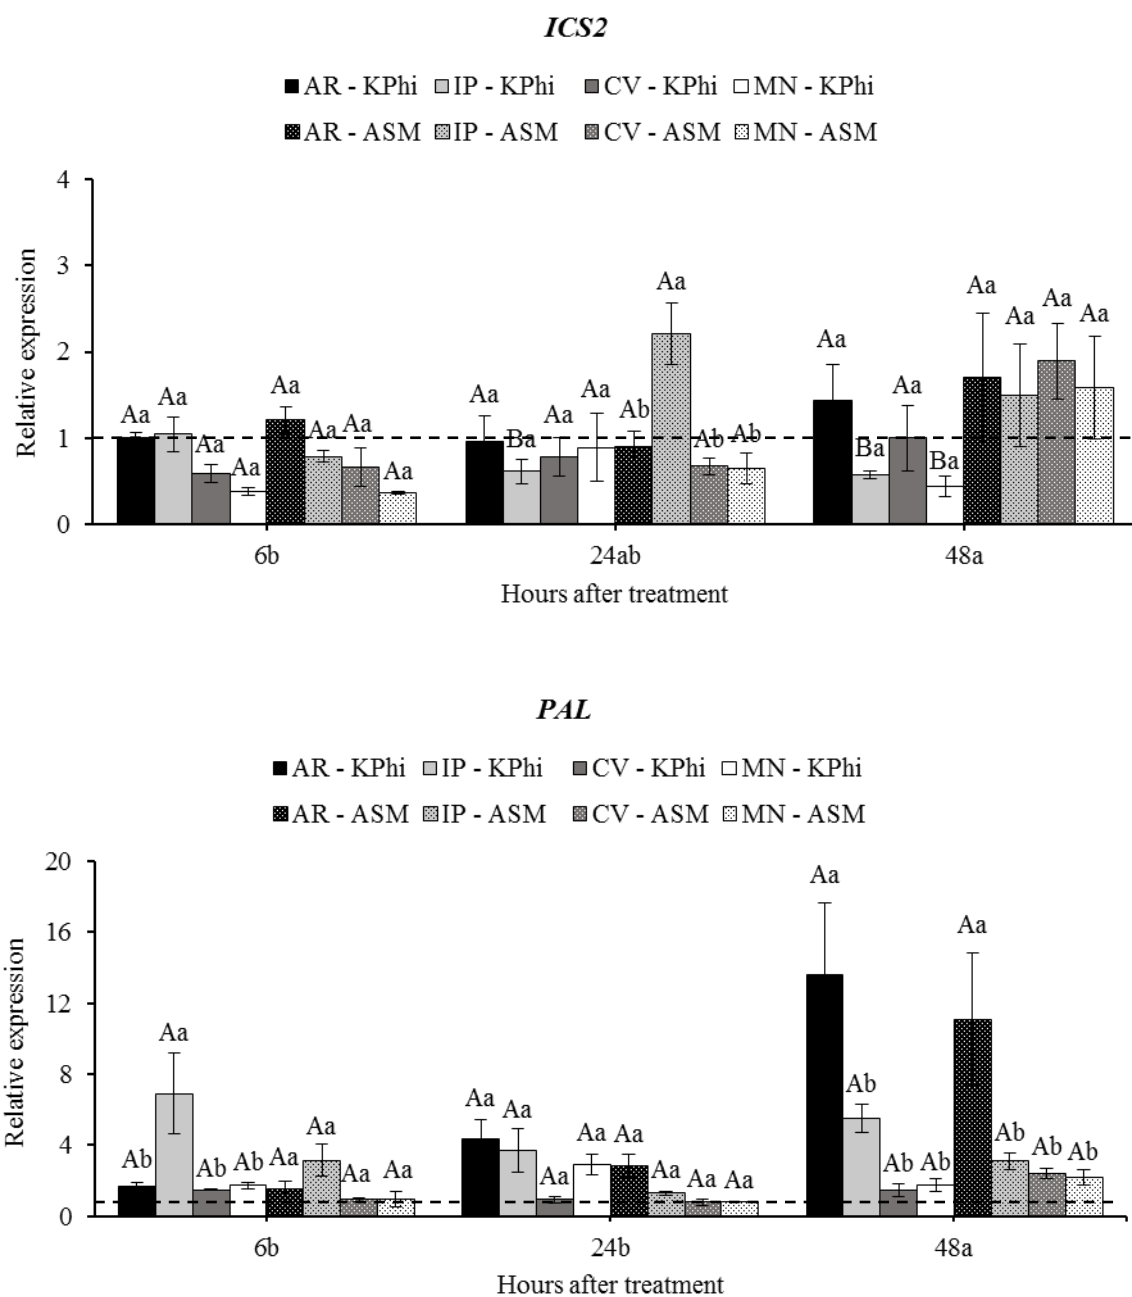 ICS2
AR - KPhi IP - KPhi CV - KPhi MN - KPhi
AR - ASM IP - ASM CV - ASM MN - ASM
4
3
2
1
0
Relative expression
Aa Aa Aa Aa Aa Aa Aa Aa
Aa Ba Aa Aa Ab Aa Ab Ab
Aa Ba Aa Ba Aa Aa Aa Aa
6b 24ab 48a
Hours after treatment
PAL
AR - KPhi IP - KPhi CV - KPhi MN - KPhi
AR - ASM IP - ASM CV - ASM MN - ASM
20
16
12
8
4
0
Relative expression
Ab Aa Ab Ab Aa Aa Aa Aa
Aa Aa Aa Aa Aa Aa Aa Aa
Aa Ab Ab Ab Aa Ab Ab Ab
6b 24b 48a
Hours after treatment